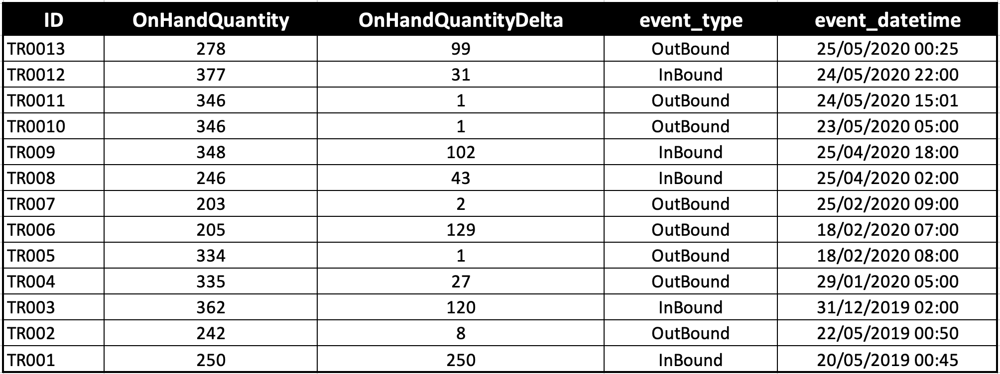 ID OnHandQuantity OnHandQuantityDelta event_type event_datetime
TR0013 278 99 OutBound 25/05/2020 00:25
TR0012 377 31 InBound 24/05/2020 22:00
TR0011 346 1 OutBound 24/05/2020 15:01
TR0010 346 1 OutBound 23/05/2020 05:00
TR009 348 102 InBound 25/04/2020 18:00
TR008 246 43 InBound 25/04/2020 02:00
TR007 203 2 OutBound 25/02/2020 09:00
TR006 205 129 OutBound 18/02/2020 07:00
TR005 334 1 OutBound 18/02/2020 08:00
TR004 335 27 OutBound 29/01/2020 05:00
TR003 362 120 InBound 31/12/2019 02:00
TR002 242 8 OutBound 22/05/2019 00:50
TR001 250 250 InBound 20/05/2019 00:45